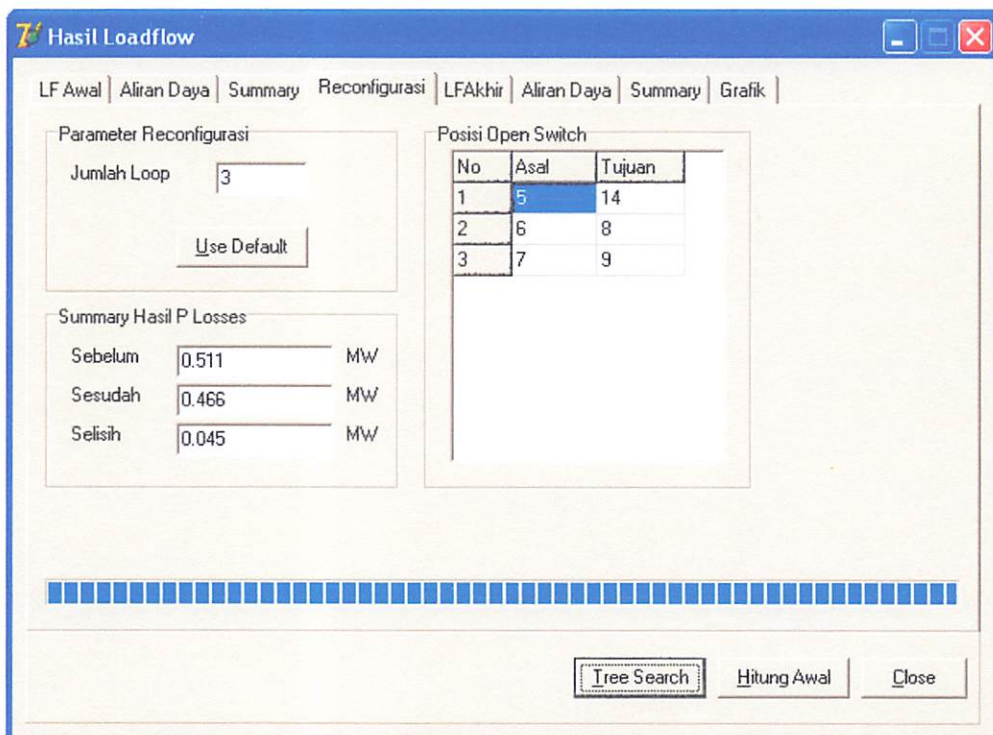 Hasil Loadflow
LF Awal Aliran Daya Summary Reconfigurasi LFAkhir Aliran Daya Summary Grafik
Parameter Reconfigurasi
Jumlah Loop 3
Use Default
Summary Hasil P Losses
Sebelum 0.511 MW
Sesudah 0.466 MW
Selisih 0.045 MW
Posisi Open Switch
No Asal Tujuan
1 5 14
2 6 8
3 7 9
Tree Search Hitung Awal Close